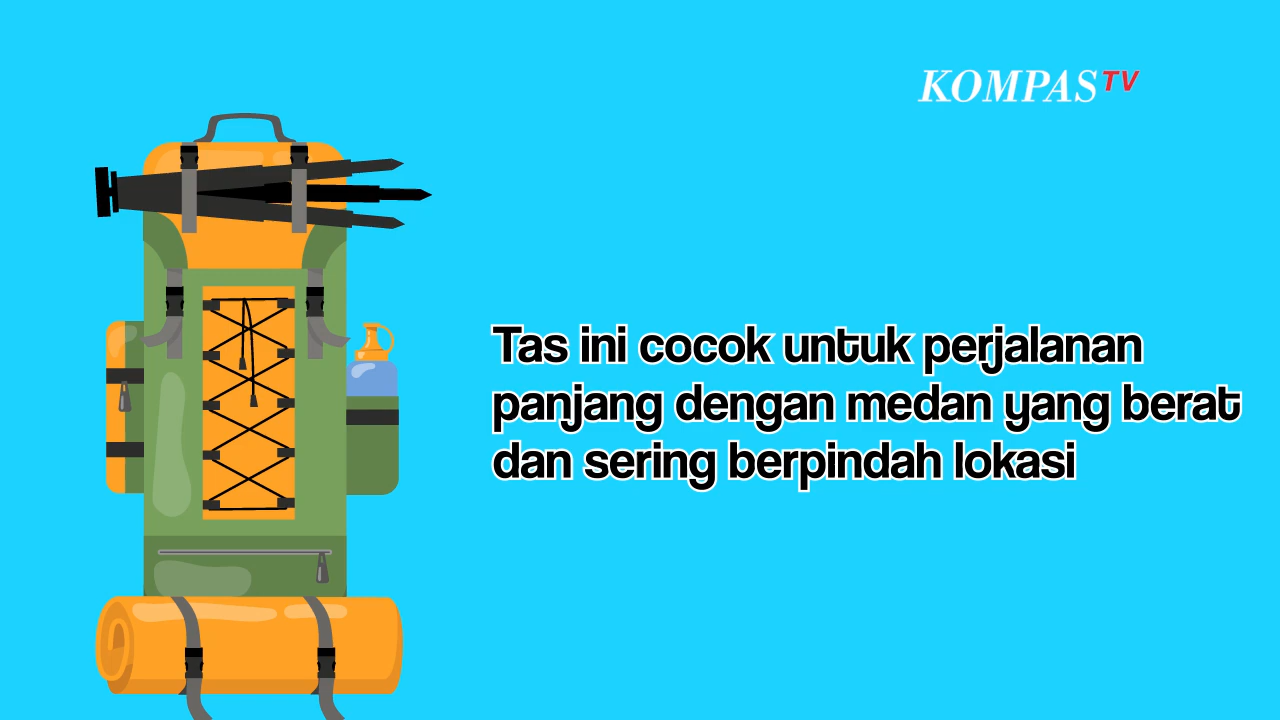 KOMPAS TV
Tas ini cocok untuk perjalanan
panjang dengan medan yang berat
dan sering berpindah lokasi